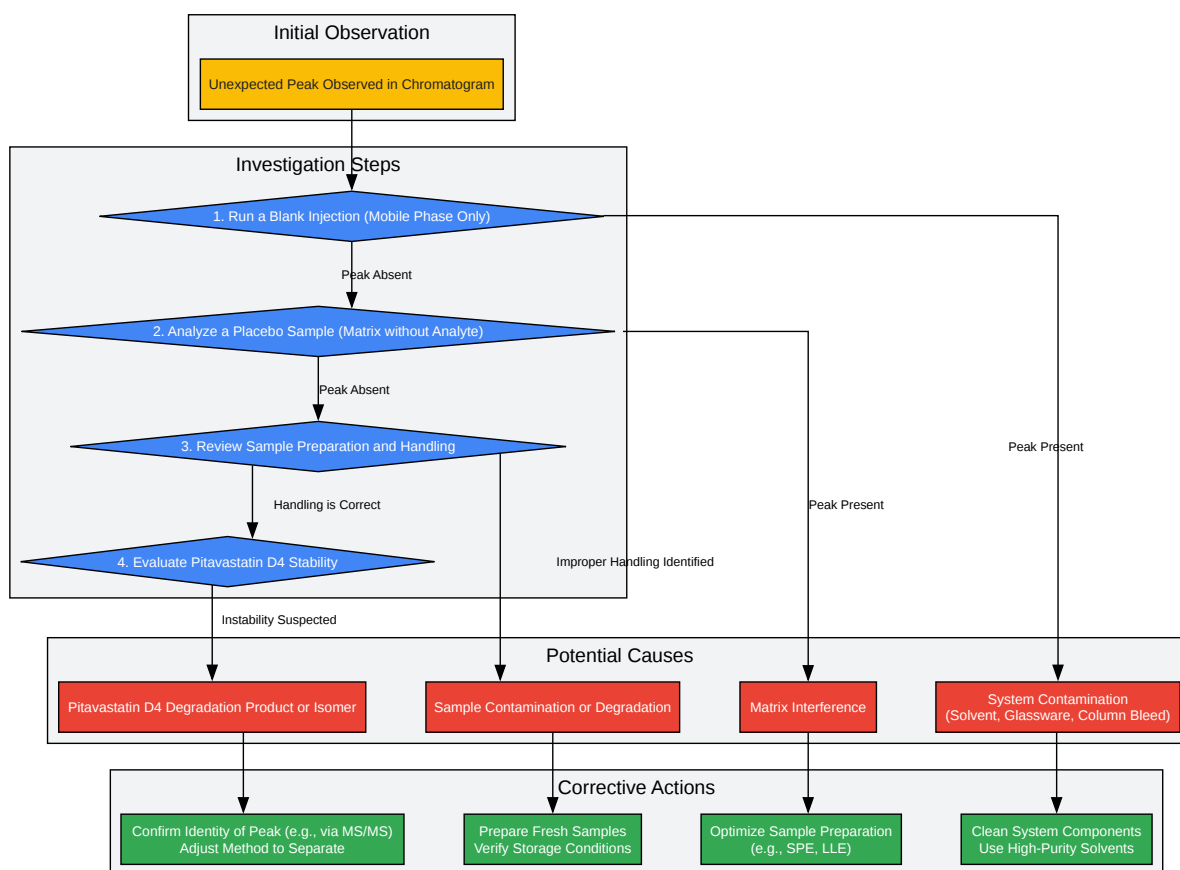 Initial Observation
Unexpected Peak Observed in Chromatogram
Investigation Steps
1. Run a Blank Injection (Mobile Phase Only)
Peak Absent
2. Analyze a Placebo Sample (Matrix without Analyte)
Peak Absent
3. Review Sample Preparation and Handling
Peak Present
Handling is Correct
Peak Present
4. Evaluate Pitavastatin D4 Stability
Improper Handling Identified
Instability Suspected
Potential Causes
Pitavastatin D4 Degradation Product or Isomer
Sample Contamination or Degradation
Matrix Interference
System Contamination
(Solvent, Glassware, Column Bleed)
Corrective Actions
Confirm Identity of Peak (e.g., via MS/MS)
Adjust Method to Separate
Prepare Fresh Samples
Verify Storage Conditions
Optimize Sample Preparation
(e.g., SPE, LLE)
Clean System Components
Use High-Purity Solvents